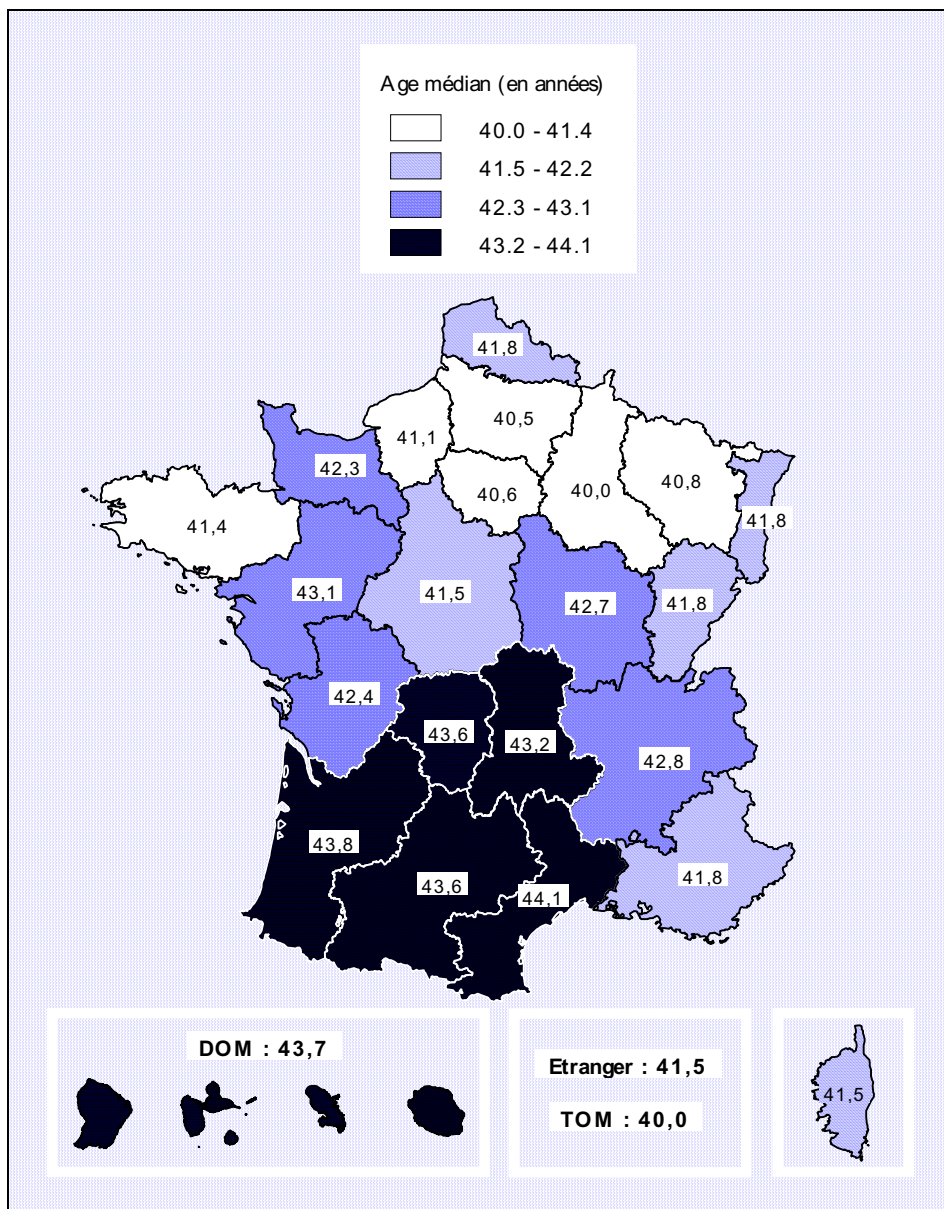 Age médian (en années)
40.0 - 41.4
41.5 - 42.2
42.3 - 43.1
43.2 - 44.1
41,8
40,5
41,1
42,3
40,6
40,0
40,8
41,8
41,4
43,1
41,5
42,7
41,8
42,4
43,6
43,2
42,8
43,8
43,6
44,1
41,8
DOM : 43,7
Etranger : 41,5
TOM : 40,0
41,5